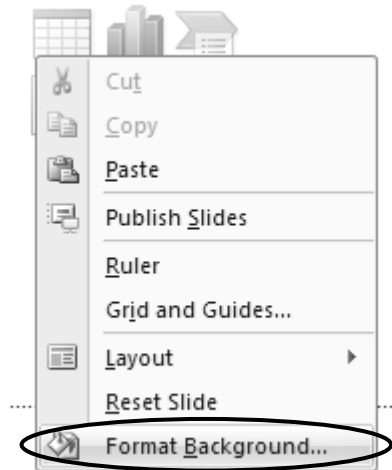 Cut
Copy
Paste
Publish Slides
Ruler
Grid and Guides...
Layout
Reset Slide
Format Background...